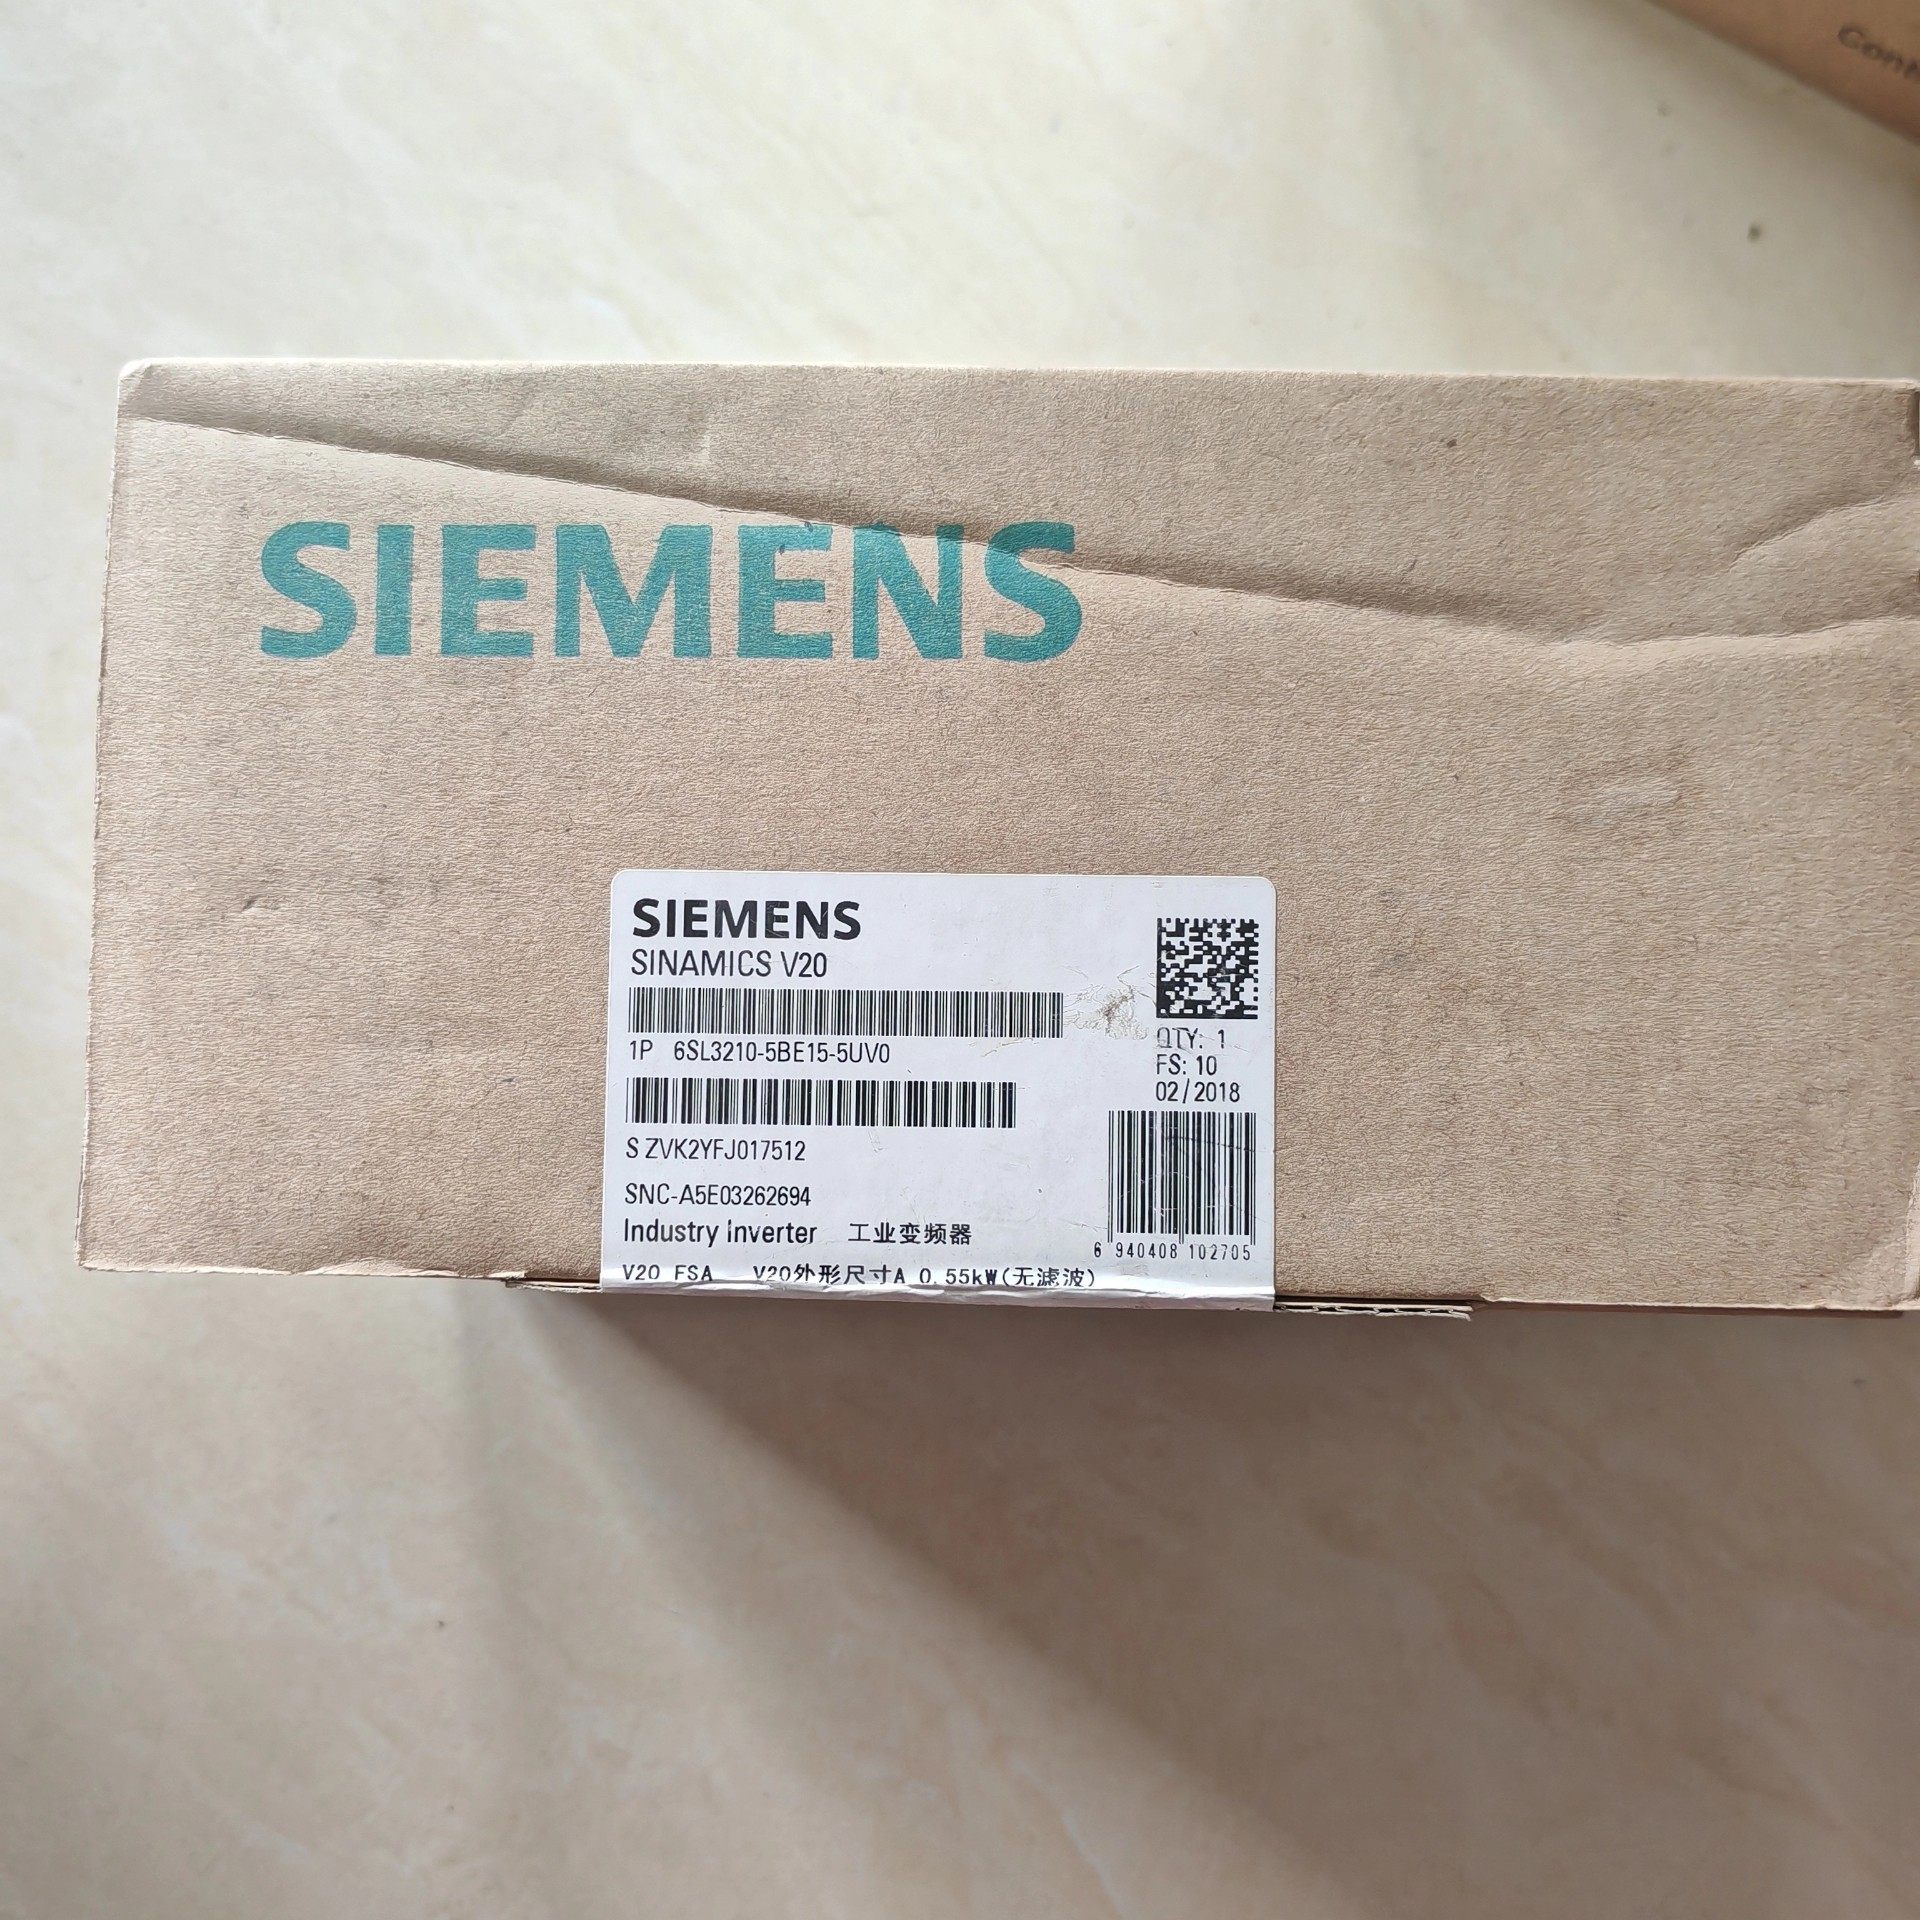 SIEMENS
SIEMENS
SINAMICS V20
1P 6SL3210-5BE15-5UV0
QTY: 1
FS: 10
02/2018
S ZVK2YFJ017512
SNC-A5E03262694
Industry Inverter 工业变频器
6 940408 102705
V20 FSA V20外形尺寸A 0.55kW(无滤波)